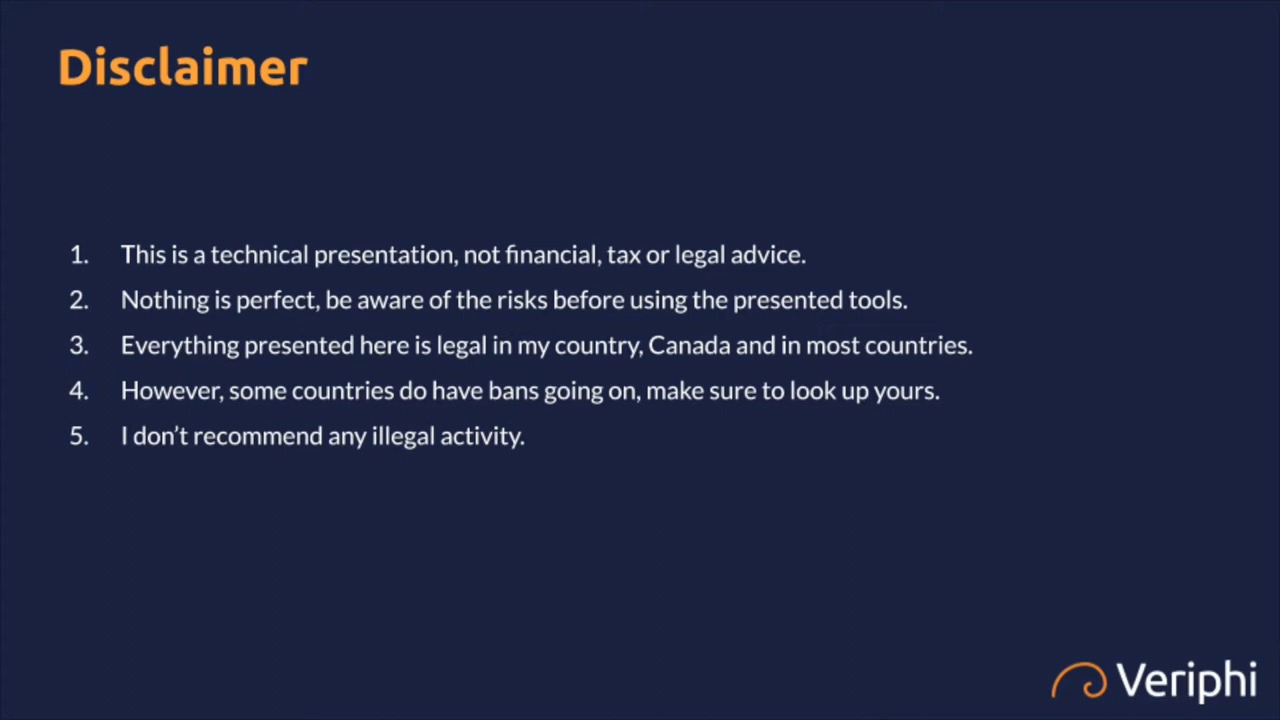 Disclaimer
1. This is a technical presentation, not financial, tax or legal advice.
2. Nothing is perfect, be aware of the risks before using the presented tools.
3. Everything presented here is legal in my country, Canada and in most countries.
4. However, some countries do have bans going on, make sure to look up yours.
5. I don’t recommend any illegal activity.
Veriphi